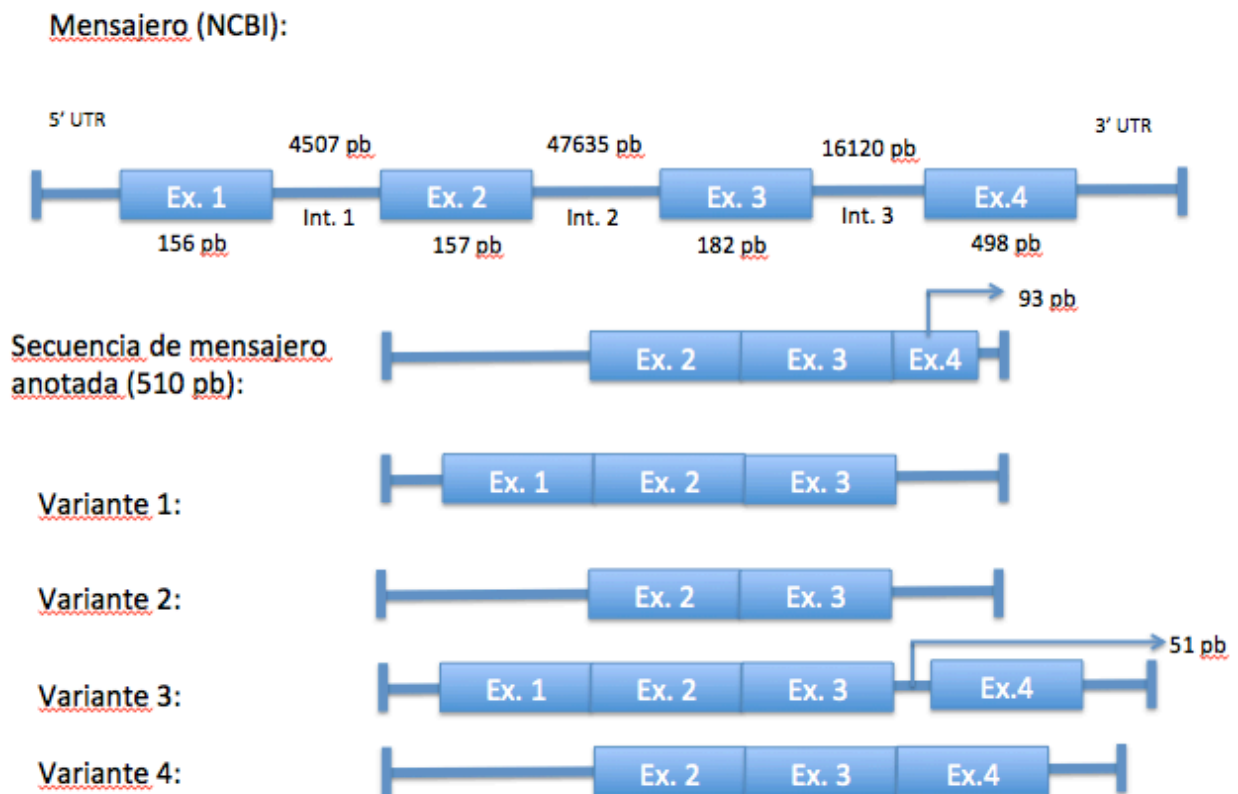 Mensajero (NCBI):
5' UTR
4507 pb
47635 pb
16120 pb
3' UTR
Ex. 1
Ex. 2
Ex. 3
Ex.4
Int. 1
Int. 2
Int. 3
156 pb
157 pb
182 pb
498 pb
93 pb
Secuencia de mensajero
anotada (510 pb):
Ex. 2
Ex. 3
Ex.4
Variante 1:
Ex. 1
Ex. 2
Ex. 3
Variante 2:
Ex. 2
Ex. 3
51 pb
Variante 3:
Ex. 1
Ex. 2
Ex. 3
Ex.4
Variante 4:
Ex. 2
Ex. 3
Ex.4